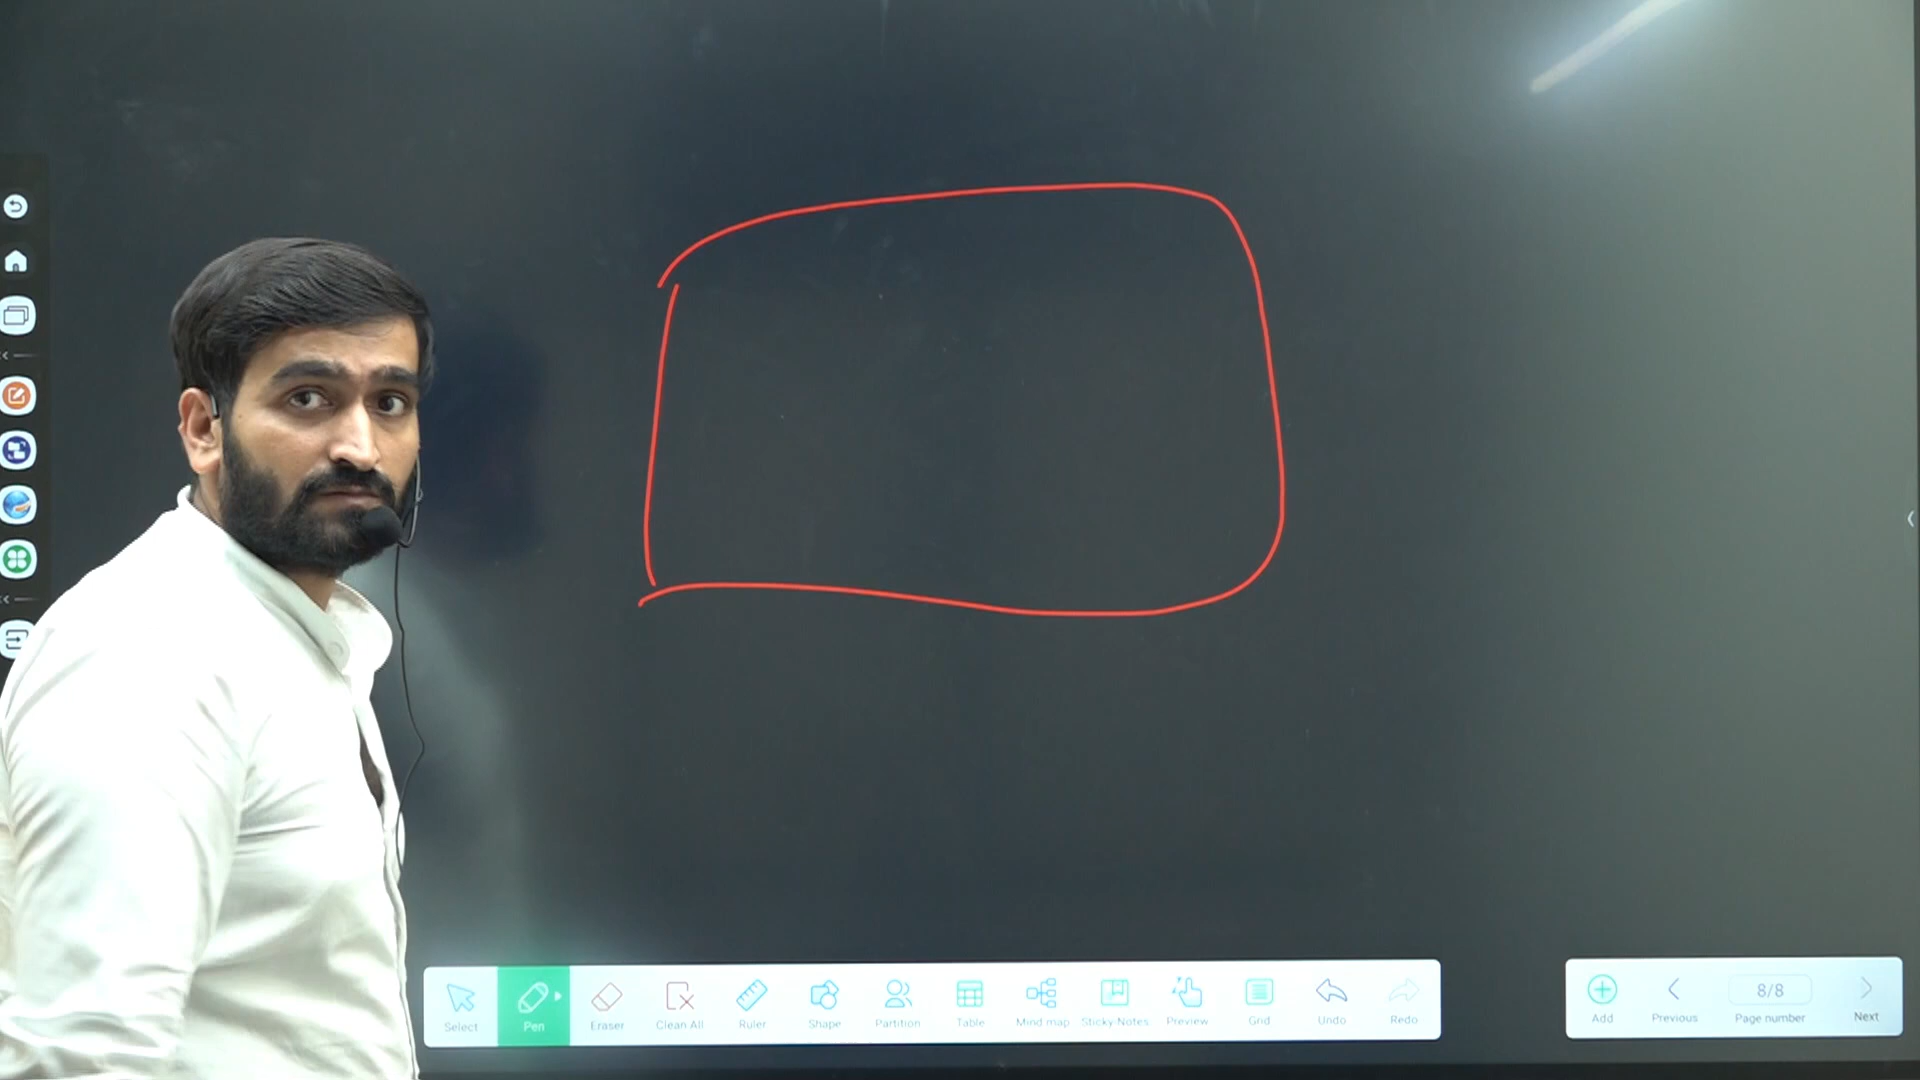 Select
Pen
Eraser
Clean All
Ruler
Shape
Partition
Table
Mind map
Sticky Notes
Preview
Grid
Undo
Redo
Add
Previous
8/8
Page number
Next